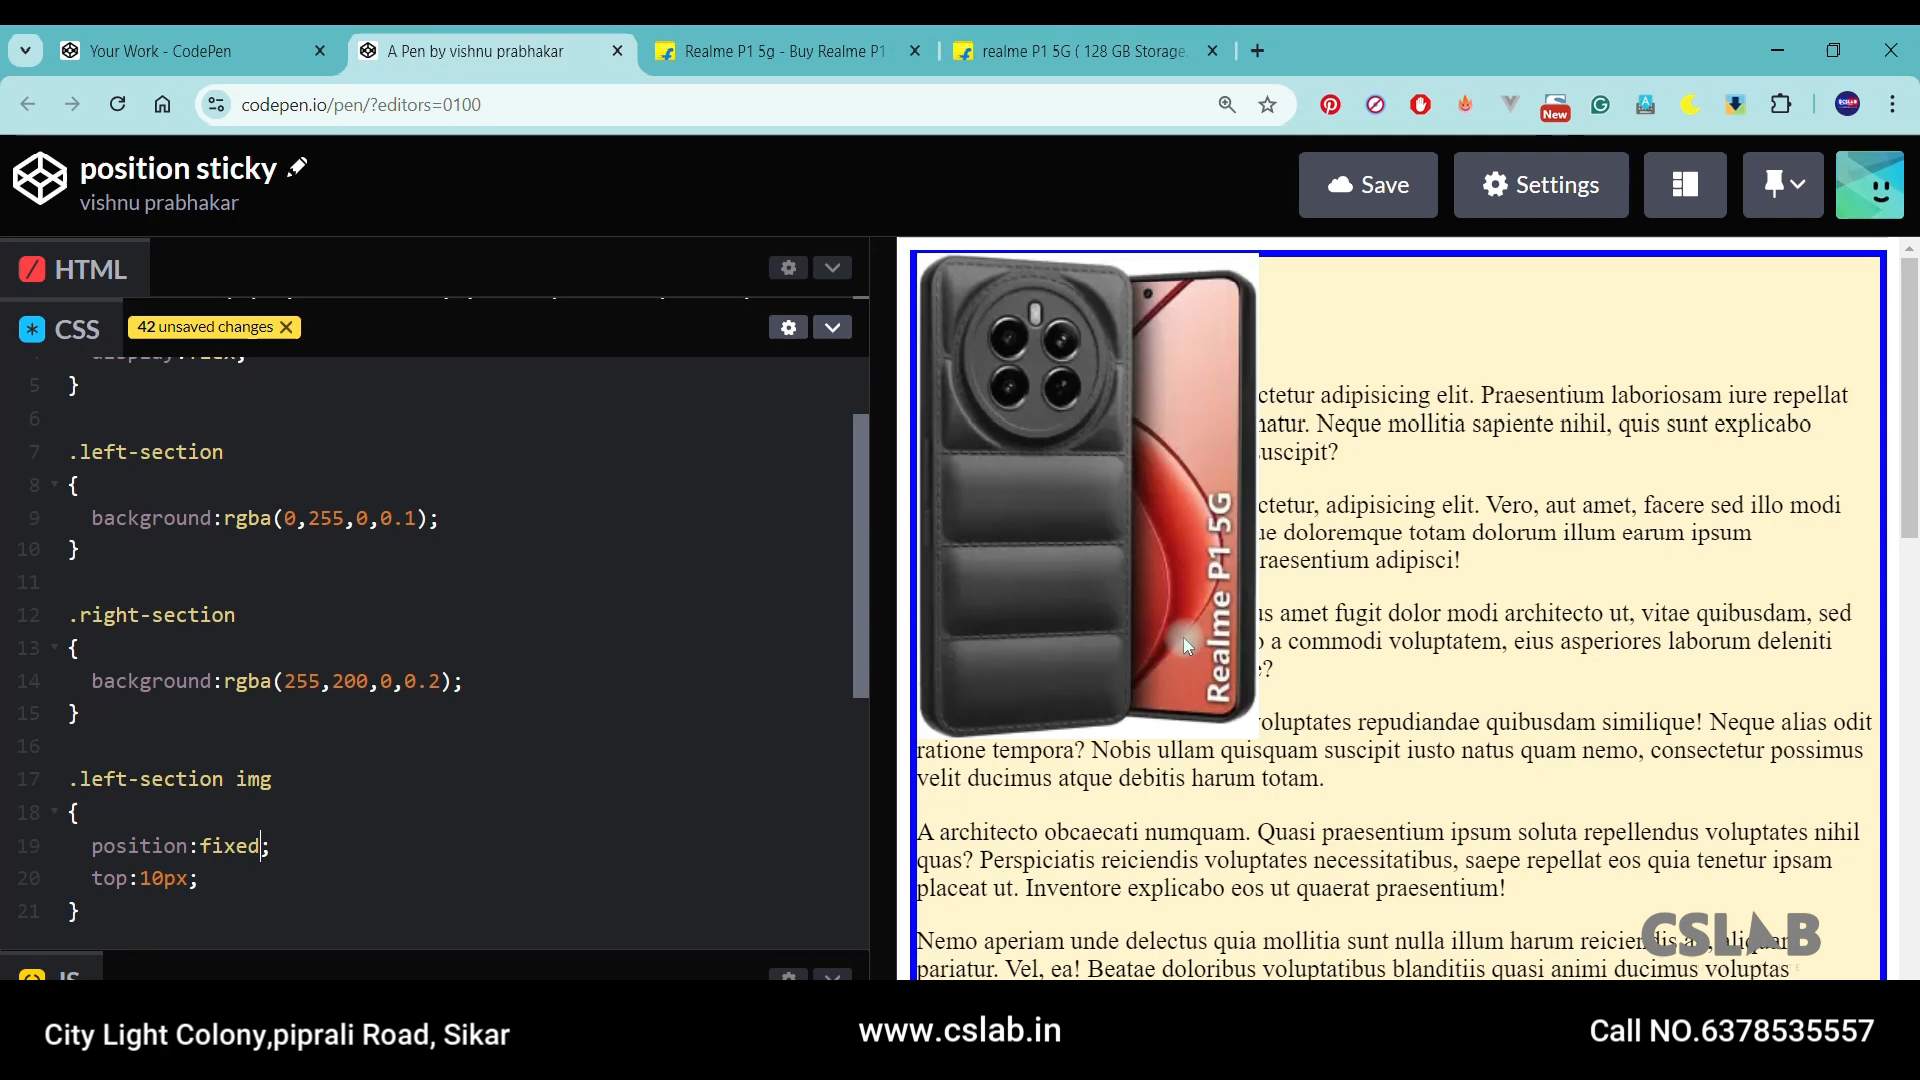 Your Work - CodePen
A Pen by vishnu prabhakar
Realme P1 5g - Buy Realme P1
realme P1 5G ( 128 GB Storage,
codepen.io/pen/?editors=0100
New
position sticky
vishnu prabhakar
Save
Settings
HTML
CSS
42 unsaved changes
5 }
6
7 .left-section
8 {
9 background:rgba(0,255,0,0.1);
10 }
11
12 .right-section
13 {
14 background:rgba(255,200,0,0.2);
15 }
16
17 .left-section img
18 {
19 position:fixed;
20 top:10px;
21 }
JS
Realme P1 5G
ctetur adipisicing elit. Praesentium laboriosam iure repellat
natur. Neque mollitia sapiente nihil, quis sunt explicabo
suscipit?
ctetur, adipisicing elit. Vero, aut amet, facere sed illo modi
ue doloremque totam dolorum illum earum ipsum
raesentium adipisci!
us amet fugit dolor modi architecto ut, vitae quibusdam, sed
o a commodi voluptatem, eius asperiores laborum deleniti
e?
voluptates repudiandae quibusdam similique! Neque alias odit
ratione tempora? Nobis ullam quisquam suscipit iusto natus quam nemo, consectetur possimus
velit ducimus atque debitis harum totam.
A architecto obcaecati numquam. Quasi praesentium ipsum soluta repellendus voluptates nihil
quas? Perspiciatis reiciendis voluptates necessitatibus, saepe repellat eos quia tenetur ipsam
placeat ut. Inventore explicabo eos ut quaerat praesentium!
Nemo aperiam unde delectus quia mollitia sunt nulla illum harum reiciendis
pariatur. Vel, ea! Beatae doloribus voluptatibus blanditiis quasi animi ducimus voluptas
CSLAB
City Light Colony,piprali Road, Sikar
www.cslab.in
Call NO.6378535557